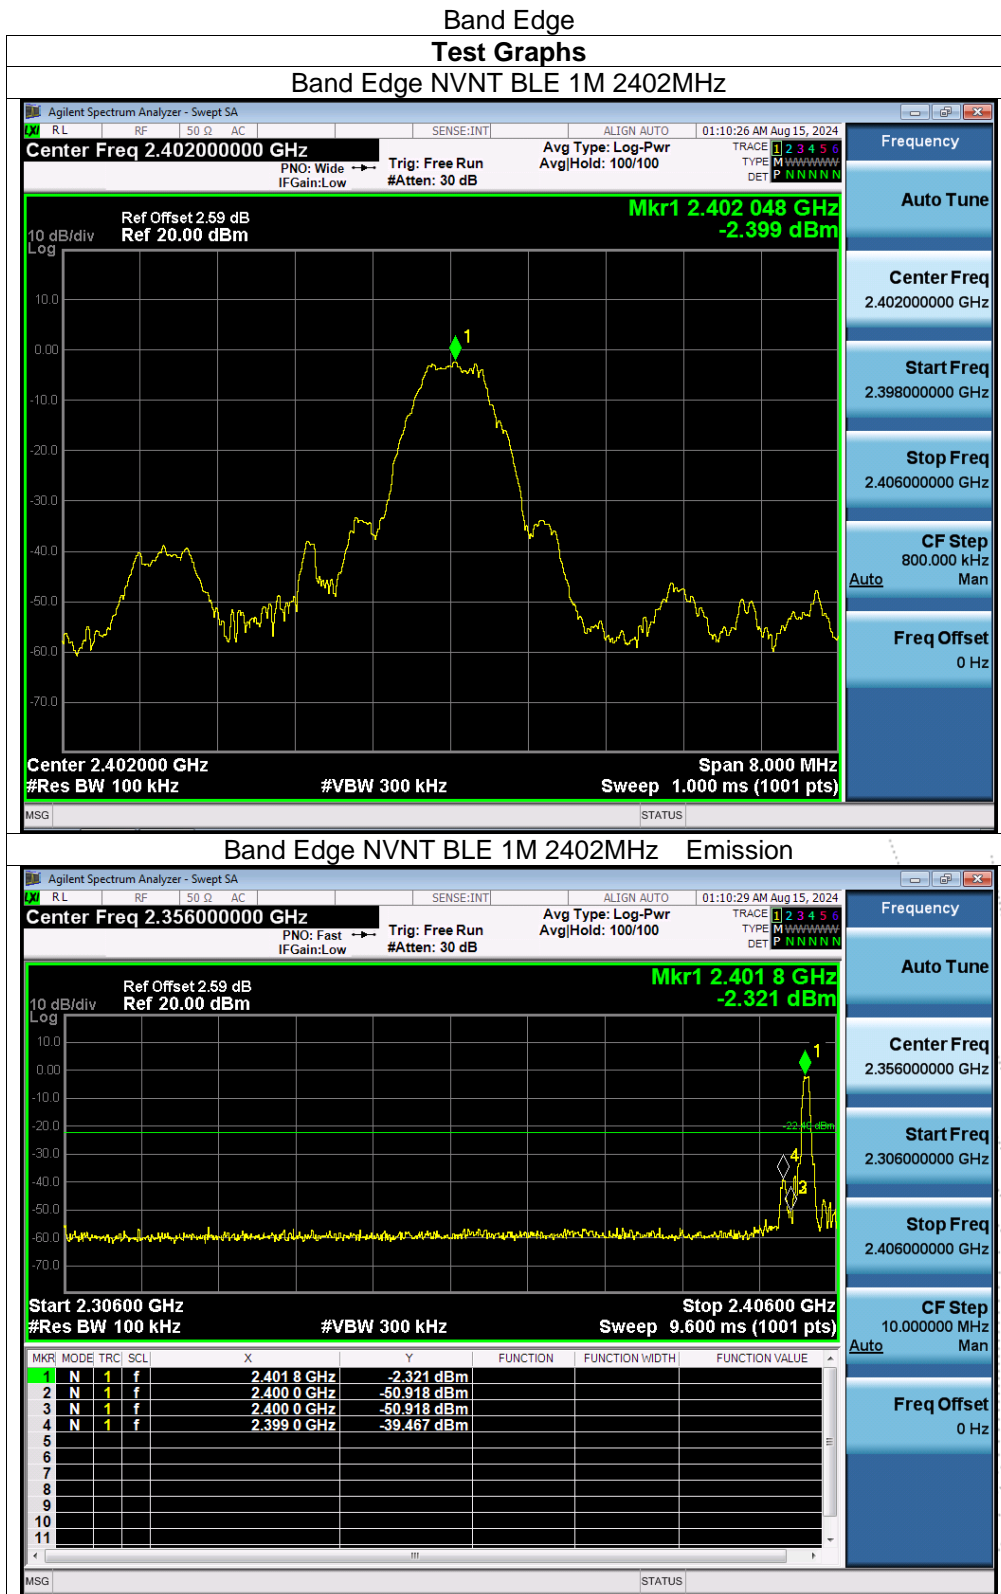 Band Edge
Test Graphs
Band Edge NVNT BLE 1M 2402MHz
Agilent Spectrum Analyzer - Swept SA
LXI RL RF 50 Ω AC SENSE:INT ALIGN AUTO 01:10:26 AM Aug 15, 2024
Center Freq 2.402000000 GHz Avg Type: Log-Pwr TRACE 1 2 3 4 5 6
PNO: Wide Trig: Free Run Avg|Hold: 100/100 TYPE M WWWWW
IFGain:Low #Atten: 30 dB DET P N N N N N
Frequency
Auto Tune
Mkr1 2.402 048 GHz
Ref Offset 2.59 dB
10 dB/div Ref 20.00 dBm -2.399 dBm
Log
10.0
0.00
-10.0
-20.0
-30.0
-40.0
-50.0
-60.0
-70.0
1
Center Freq
2.402000000 GHz
Start Freq
2.398000000 GHz
Stop Freq
2.406000000 GHz
CF Step
800.000 kHz
Auto Man
Freq Offset
0 Hz
Center 2.402000 GHz Span 8.000 MHz
#Res BW 100 kHz #VBW 300 kHz Sweep 1.000 ms (1001 pts)
MSG STATUS
Band Edge NVNT BLE 1M 2402MHz Emission
Agilent Spectrum Analyzer - Swept SA
LXI RL RF 50 Ω AC SENSE:INT ALIGN AUTO 01:10:29 AM Aug 15, 2024
Center Freq 2.356000000 GHz Avg Type: Log-Pwr TRACE 1 2 3 4 5 6
PNO: Fast Trig: Free Run Avg|Hold: 100/100 TYPE M WWWWW
IFGain:Low #Atten: 30 dB DET P N N N N N
Frequency
Auto Tune
Mkr1 2.401 8 GHz
Ref Offset 2.59 dB
10 dB/div Ref 20.00 dBm -2.321 dBm
Log
10.0
0.00
-10.0
-20.0
-30.0
-40.0
-50.0
-60.0
-70.0
1
-22.40 dBm
4
3
Center Freq
2.356000000 GHz
Start Freq
2.306000000 GHz
Stop Freq
2.406000000 GHz
CF Step
10.000000 MHz
Auto Man
Freq Offset
0 Hz
Start 2.30600 GHz Stop 2.40600 GHz
#Res BW 100 kHz #VBW 300 kHz Sweep 9.600 ms (1001 pts)
MKR MODE TRC SCL X Y FUNCTION FUNCTION WIDTH FUNCTION VALUE
1 N 1 f 2.401 8 GHz -2.321 dBm
2 N 1 f 2.400 0 GHz -50.918 dBm
3 N 1 f 2.400 0 GHz -50.918 dBm
4 N 1 f 2.399 0 GHz -39.467 dBm
5
6
7
8
9
10
11
MSG STATUS